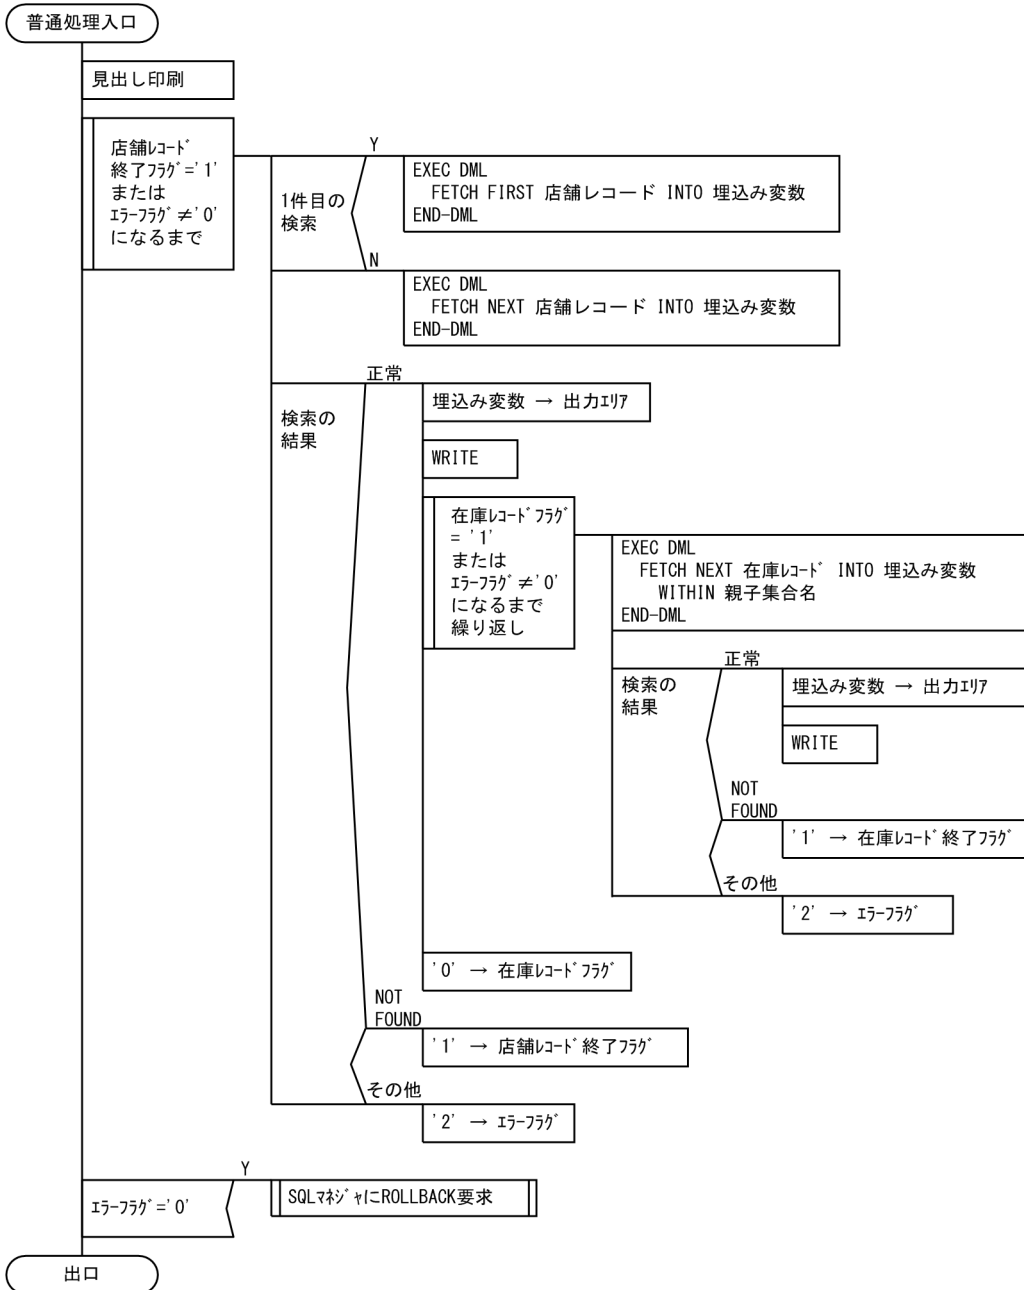 普通処理入口
見出し印刷
店舗ﾚｺｰﾄﾞ
終了ﾌﾗｸﾞ='1'
または
ｴﾗｰﾌﾗｸﾞ≠'0'
になるまで
1件目の
検索
Y
EXEC DML
FETCH FIRST 店舗レコード INTO 埋込み変数
END-DML
N
EXEC DML
FETCH NEXT 店舗レコード INTO 埋込み変数
END-DML
検索の
結果
正常
埋込み変数 → 出力ｴﾘｱ
WRITE
在庫ﾚｺｰﾄﾞﾌﾗｸﾞ
= '1'
または
ｴﾗｰﾌﾗｸﾞ≠'0'
になるまで
繰り返し
EXEC DML
FETCH NEXT 在庫ﾚｺｰﾄﾞ INTO 埋込み変数
WITHIN 親子集合名
END-DML
検索の
結果
正常
埋込み変数 → 出力ｴﾘｱ
WRITE
NOT
FOUND
'1' → 在庫ﾚｺｰﾄﾞ終了ﾌﾗｸﾞ
その他
'2' → ｴﾗｰﾌﾗｸﾞ
'0' → 在庫ﾚｺｰﾄﾞﾌﾗｸﾞ
NOT
FOUND
'1' → 店舗ﾚｺｰﾄﾞ終了ﾌﾗｸﾞ
その他
'2' → ｴﾗｰﾌﾗｸﾞ
ｴﾗｰﾌﾗｸﾞ='0'
Y
SQLﾏﾈｼﾞｬにROLLBACK要求
出口